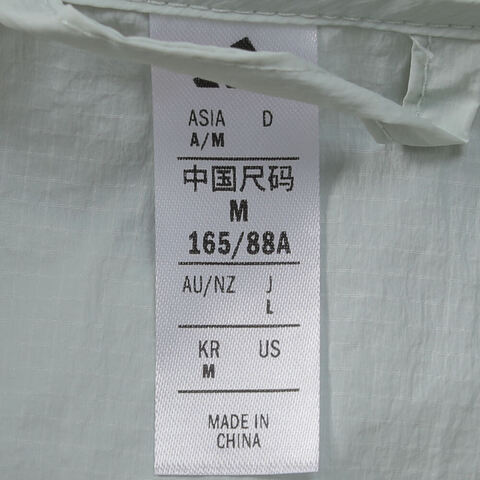 ASIA D
A/M
中国尺码
M
165/88A
AU/NZ J
L
KR US
M
MADE IN
CHINA